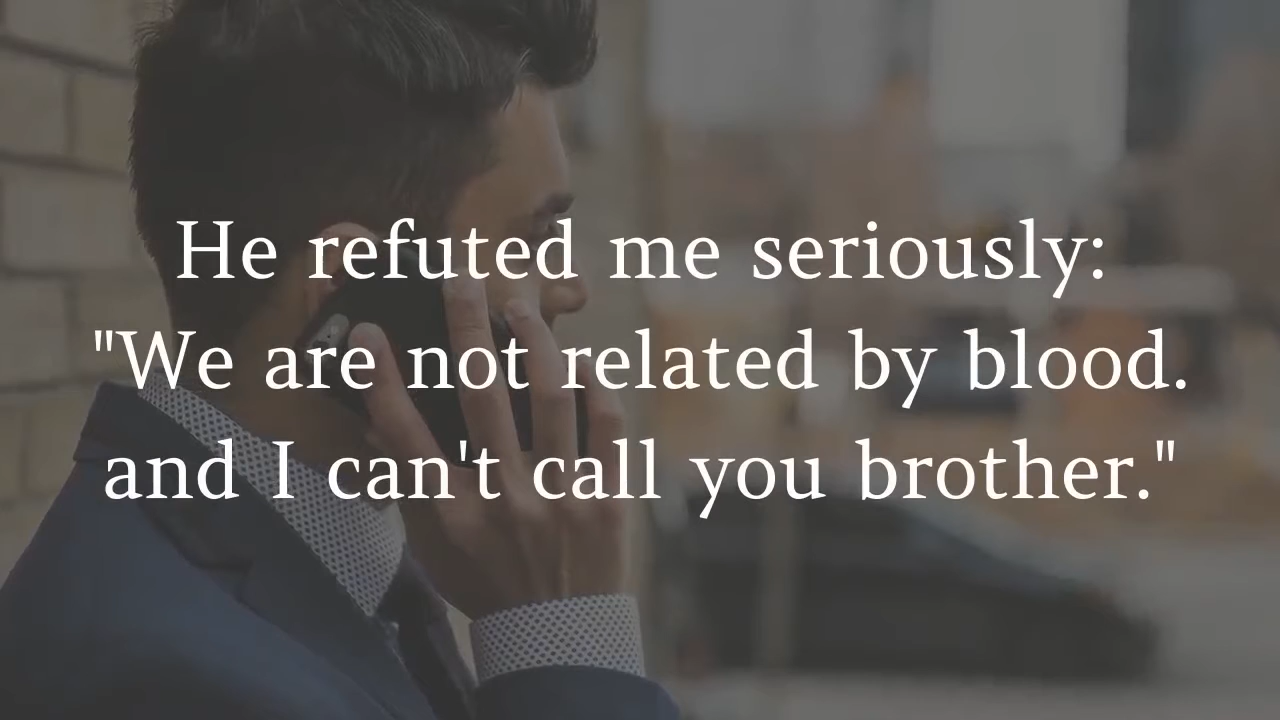 He refuted me seriously:
"We are not related by blood.
and I can't call you brother."